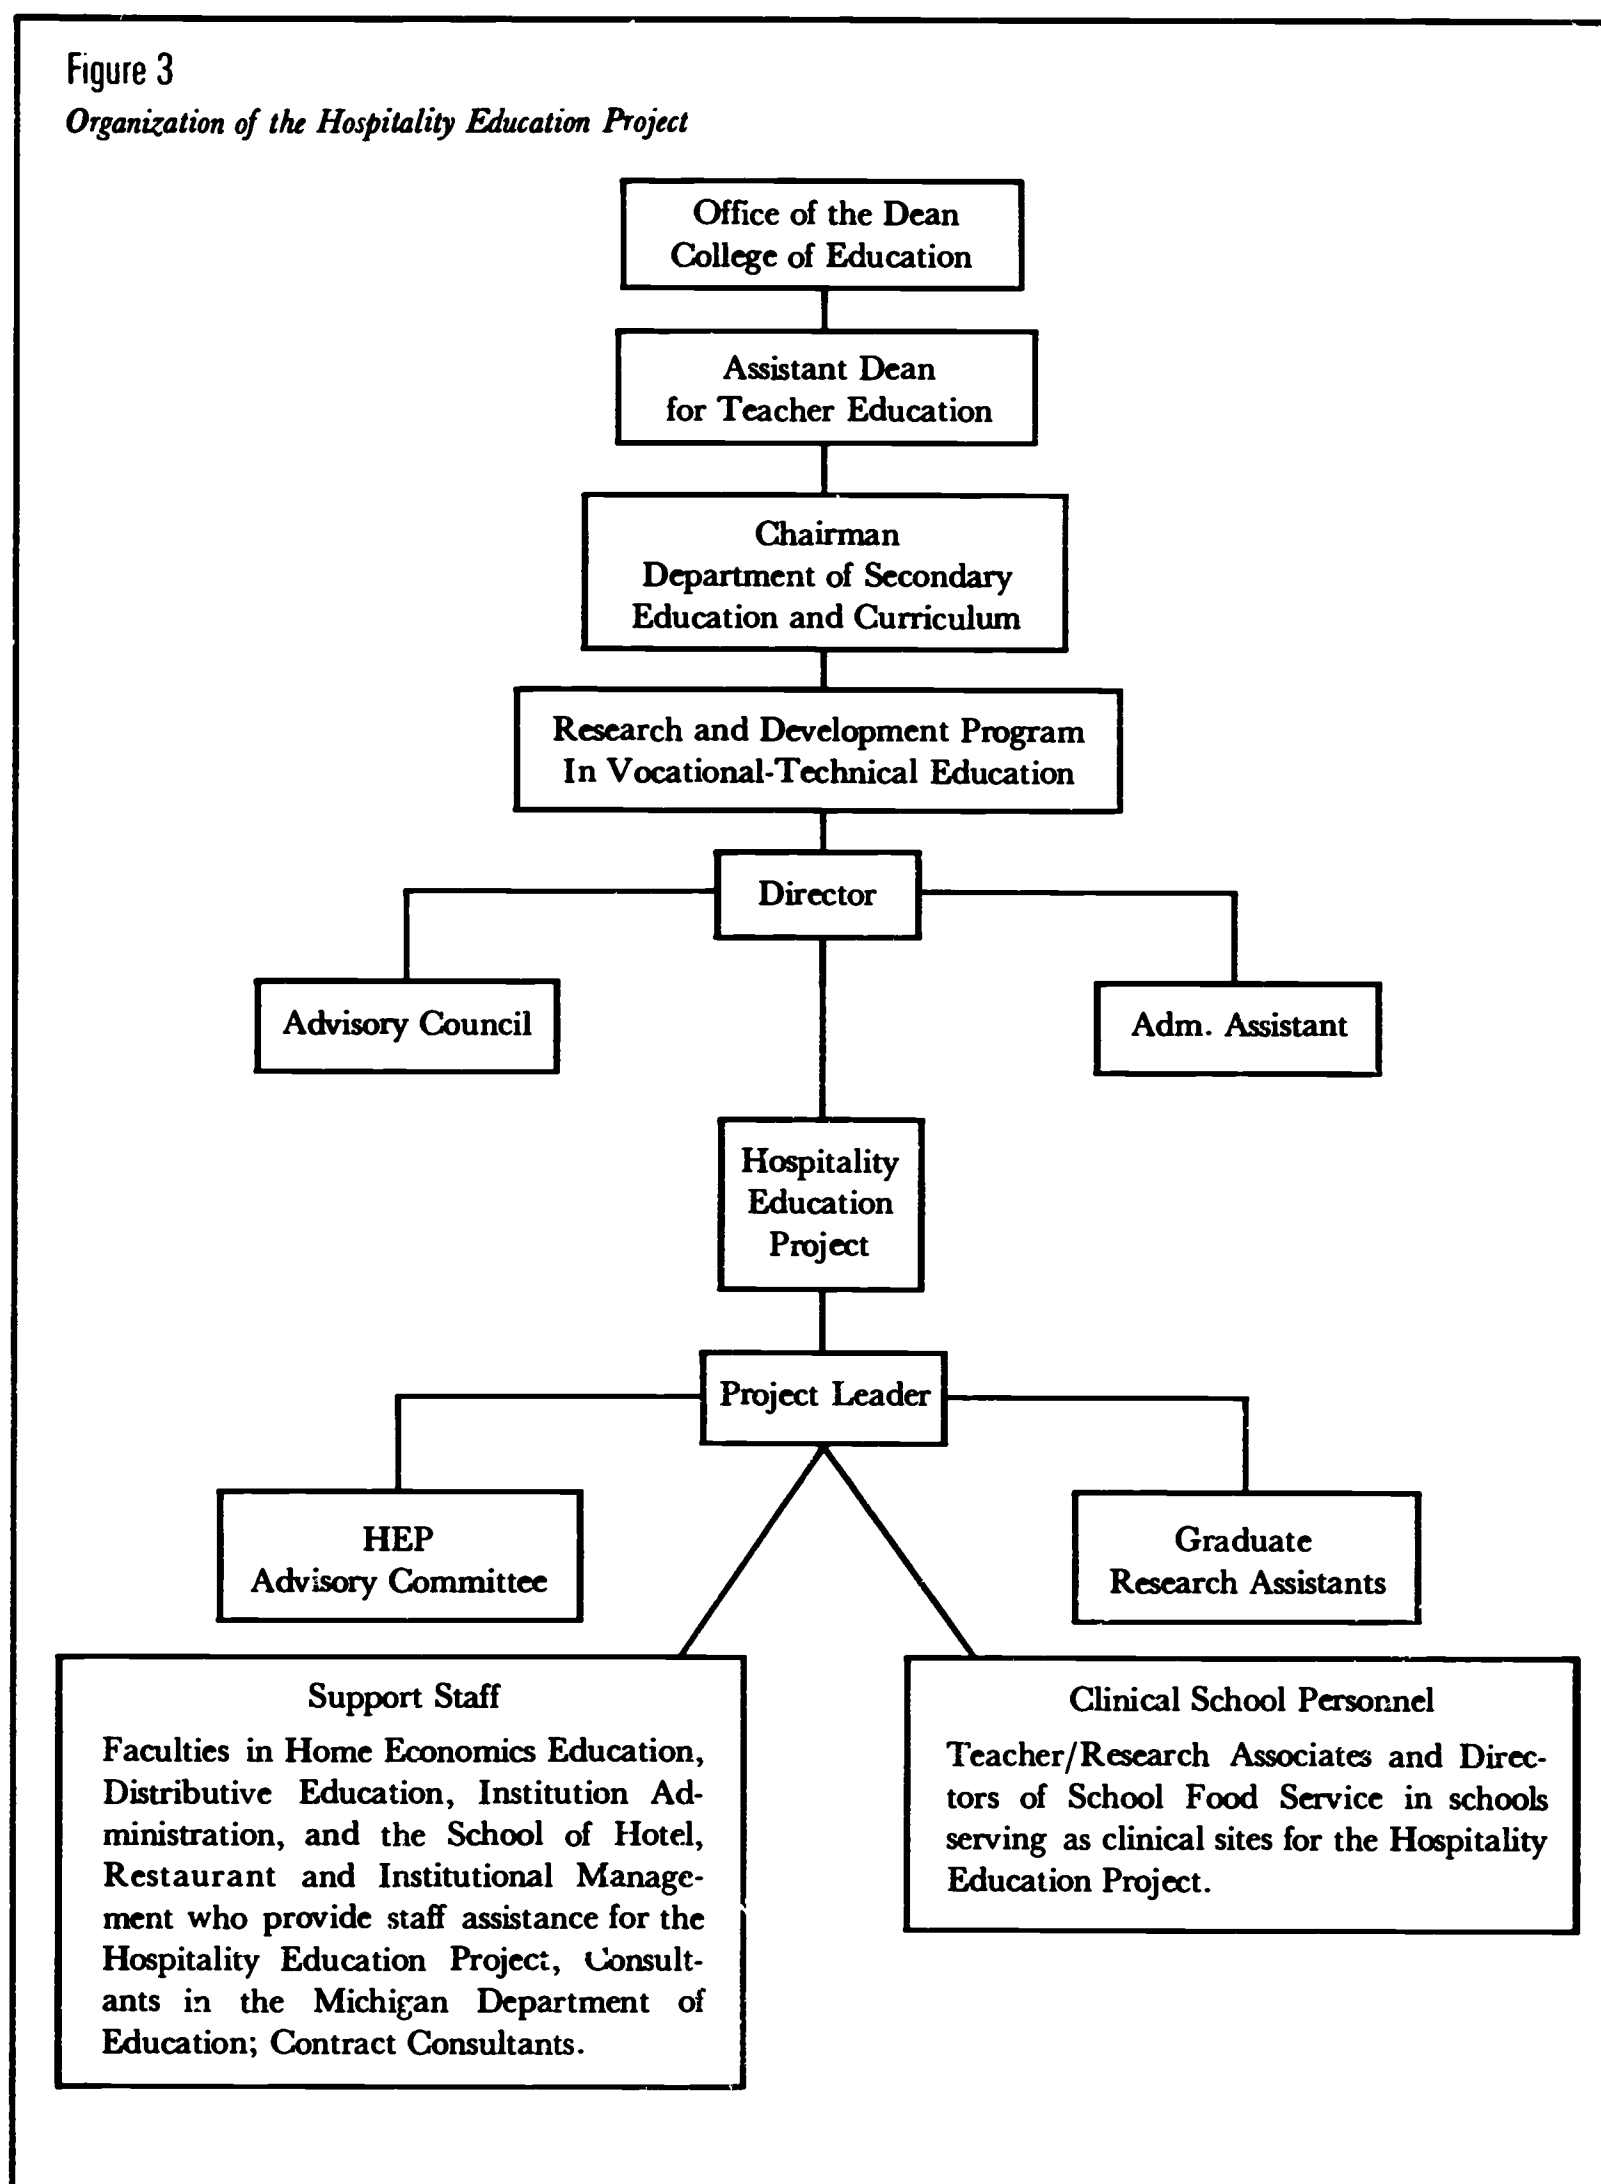 Figure 3
Organization of the Hospitality Education Project
Office of the Dean
College of Education
Assistant Dean
for Teacher Education
Chairman
Department of Secondary
Education and Curriculum
Research and Development Program
In Vocational-Technical Education
Director
Advisory Council
Adm. Assistant
Hospitality
Education
Project
Project Leader
HEP
Advisory Committee
Graduate
Research Assistants
Support Staff
Faculties in Home Economics Education,
Distributive Education, Institution Ad-
ministration, and the School of Hotel,
Restaurant and Institutional Manage-
ment who provide staff assistance for the
Hospitality Education Project, Consult-
ants in the Michigan Department of
Education; Contract Consultants.
Clinical School Personnel
Teacher/Research Associates and Direc-
tors of School Food Service in schools
serving as clinical sites for the Hospitality
Education Project.